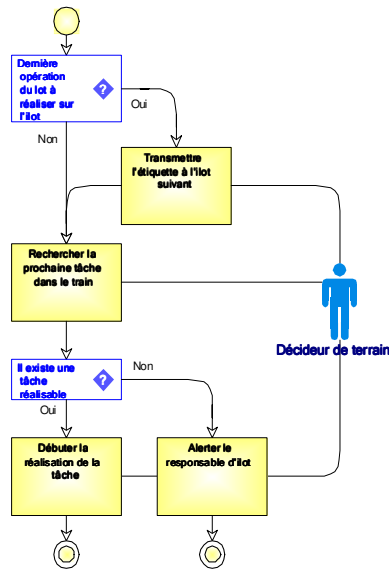 Dernière
opération
du lot à
réaliser sur
l'ilot
?
Oui
Non
Transmettre
l'étiquette à l'ilot
suivant
Rechercher la
prochaine tâche
dans le train
Décideur de terrain
Il existe une
tâche
réalisable
?
Non
Oui
Débuter la
réalisation de la
tâche
Alerter le
responsable d'ilot